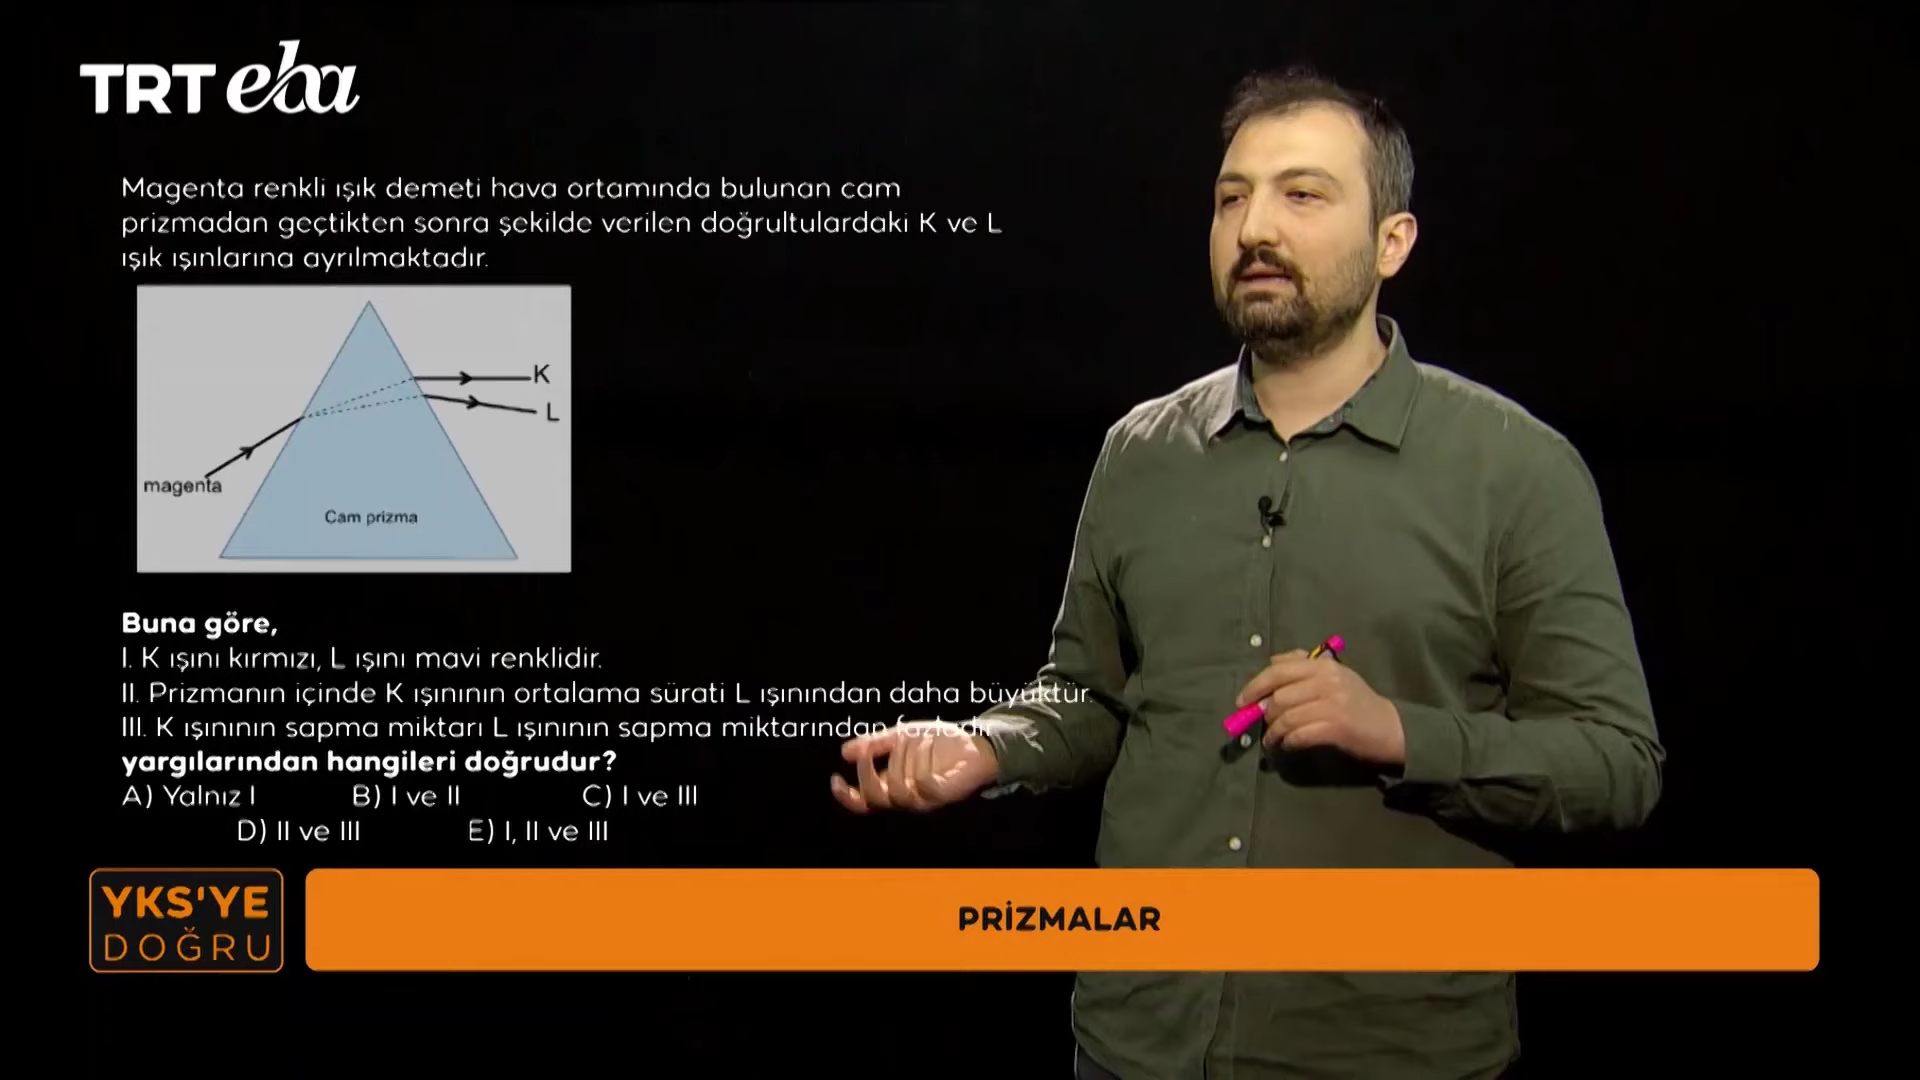 TRT eba
Magenta renkli ışık demeti hava ortamında bulunan cam
prizmadan geçtikten sonra şekilde verilen doğrultulardaki K ve L
ışık ışınlarına ayrılmaktadır.
K
L
magenta
Cam prizma
Buna göre,
I. K ışını kırmızı, L ışını mavi renklidir.
II. Prizmanın içinde K ışınının ortalama sürati L ışınından daha büyüktür.
III. K ışınının sapma miktarı L ışınının sapma miktarından fazladır.
yargılarından hangileri doğrudur?
A) Yalnız I B) I ve II C) I ve III
D) II ve III E) I, II ve III
YKS'YE
DOĞRU
PRİZMALAR